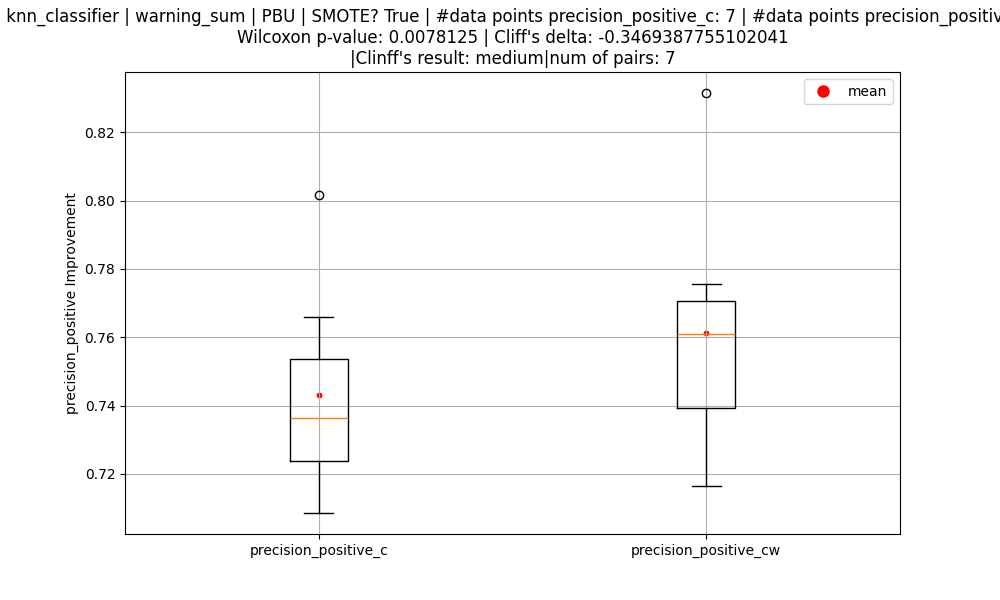 knn_classifier | warning_sum | PBU | SMOTE? True | #data points precision_positive_c: 7 | #data points precision_positiv
Wilcoxon p-value: 0.0078125 | Cliff's delta: -0.3469387755102041
|Clinff's result: medium|num of pairs: 7
mean
0.82
0.80
0.78
0.76
0.74
0.72
precision_positive Improvement
precision_positive_c
precision_positive_cw